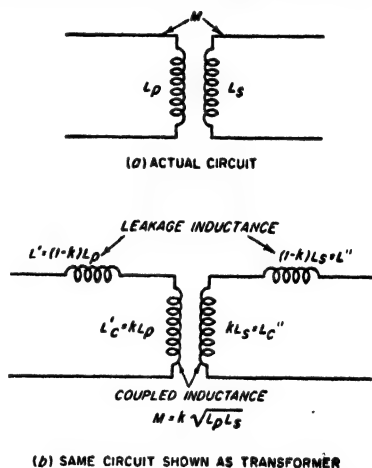 M
Lp Ls
(a) ACTUAL CIRCUIT
LEAKAGE INDUCTANCE
L'=(1-k)Lp (1-k)Ls=L"
L'c=kLp kLs=Lc"
COUPLED INDUCTANCE
M=k√LpLs
(b) SAME CIRCUIT SHOWN AS TRANSFORMER